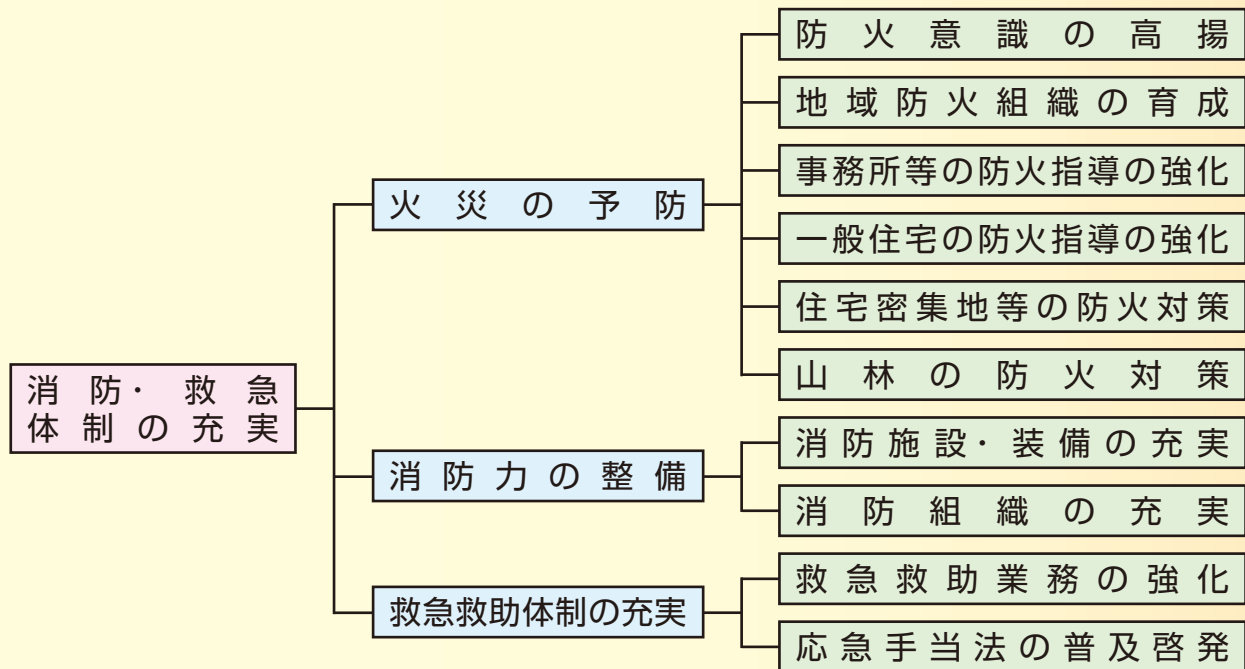 消防・救急
体制の充実
火災の予防
防火意識の高揚
地域防火組織の育成
事務所等の防火指導の強化
一般住宅の防火指導の強化
住宅密集地等の防火対策
山林の防火対策
消防力の整備
消防施設・装備の充実
消防組織の充実
救急救助体制の充実
救急救助業務の強化
応急手当法の普及啓発